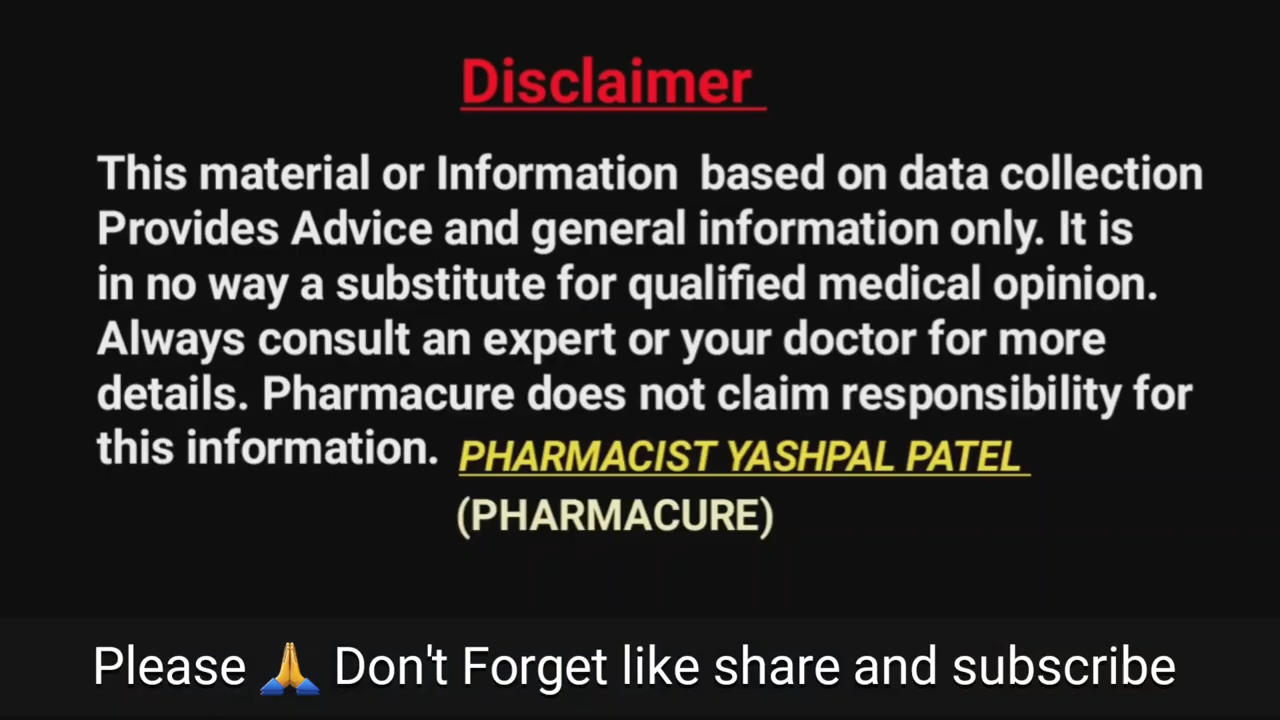 Disclaimer
This material or Information based on data collection
Provides Advice and general information only. It is
in no way a substitute for qualified medical opinion.
Always consult an expert or your doctor for more
details. Pharmacure does not claim responsibility for
this information. PHARMACIST YASHPAL PATEL
(PHARMACURE)
Please 🙏 Don't Forget like share and subscribe